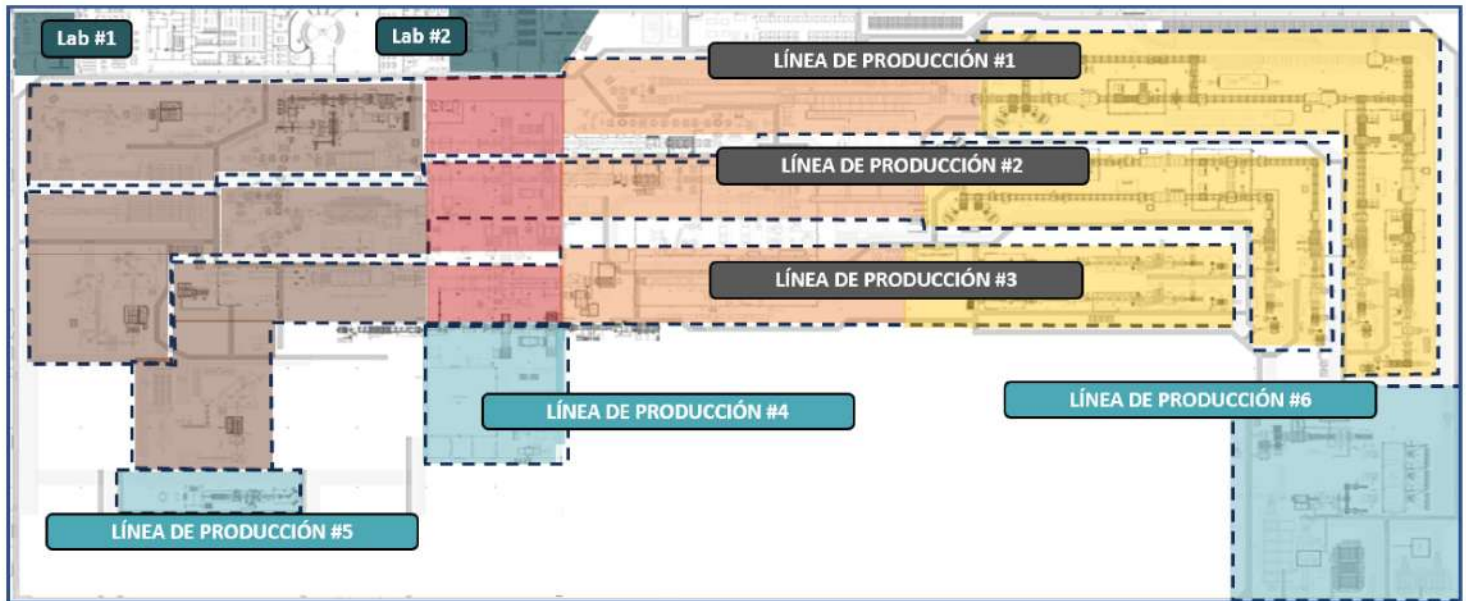 Lab #1
Lab #2
LÍNEA DE PRODUCCIÓN #1
LÍNEA DE PRODUCCIÓN #2
LÍNEA DE PRODUCCIÓN #3
LÍNEA DE PRODUCCIÓN #4
LÍNEA DE PRODUCCIÓN #6
LÍNEA DE PRODUCCIÓN #5